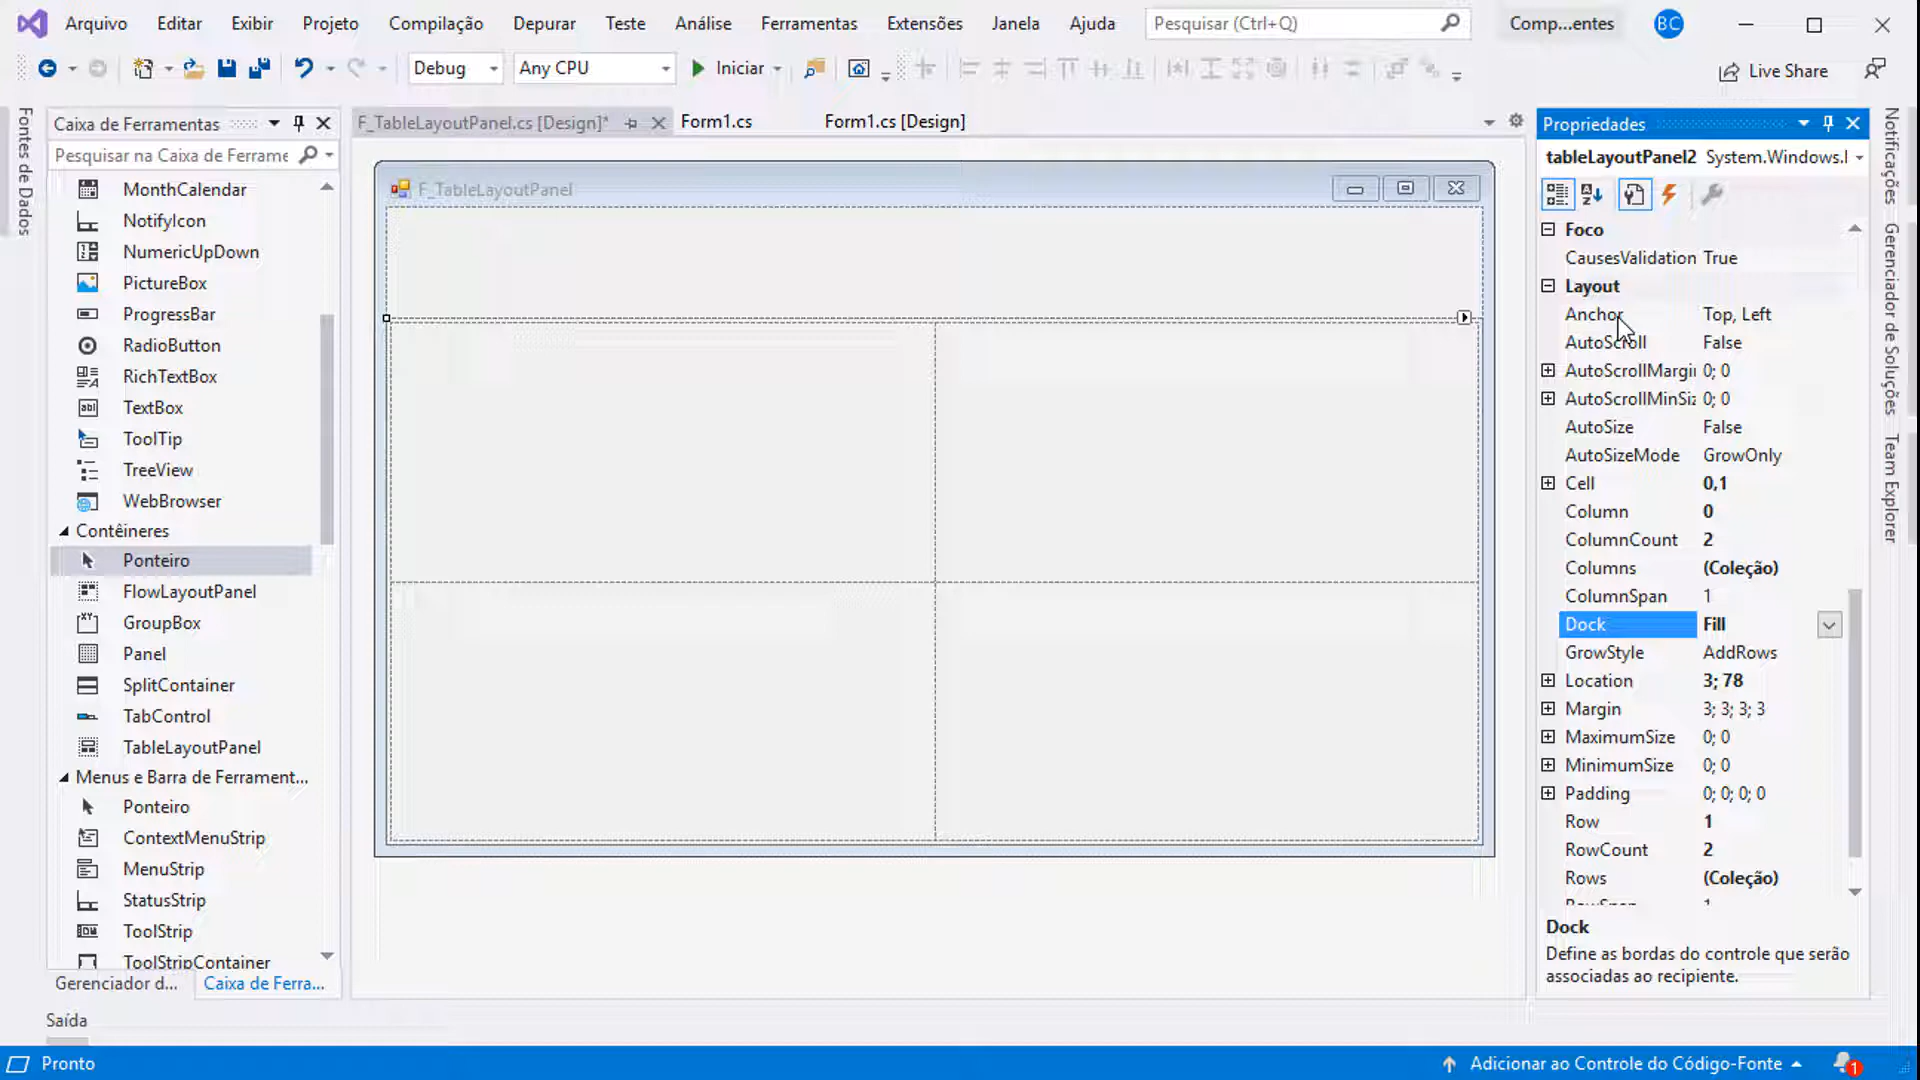 Arquivo Editar Exibir Projeto Compilação Depurar Teste Análise Ferramentas Extensões Janela Ajuda Pesquisar (Ctrl+Q) Comp...entes BC
Debug Any CPU Iniciar Live Share
Fontes de Dados
Caixa de Ferramentas
Pesquisar na Caixa de Ferrame
MonthCalendar
NotifyIcon
NumericUpDown
PictureBox
ProgressBar
RadioButton
RichTextBox
TextBox
ToolTip
TreeView
WebBrowser
Contêineres
Ponteiro
FlowLayoutPanel
GroupBox
Panel
SplitContainer
TabControl
TableLayoutPanel
Menus e Barra de Ferrament...
Ponteiro
ContextMenuStrip
MenuStrip
StatusStrip
ToolStrip
ToolStripContainer
Gerenciador d... Caixa de Ferra...
F_TableLayoutPanel.cs [Design]* Form1.cs Form1.cs [Design]
F_TableLayoutPanel
Propriedades
tableLayoutPanel2 System.Windows.
Foco
CausesValidation True
Layout
Anchor Top, Left
AutoScroll False
AutoScrollMargi 0; 0
AutoScrollMinSiz 0; 0
AutoSize False
AutoSizeMode GrowOnly
Cell 0,1
Column 0
ColumnCount 2
Columns (Coleção)
ColumnSpan 1
Dock Fill
GrowStyle AddRows
Location 3; 78
Margin 3; 3; 3; 3
MaximumSize 0; 0
MinimumSize 0; 0
Padding 0; 0; 0; 0
Row 1
RowCount 2
Rows (Coleção)
Dock
Define as bordas do controle que serão
associadas ao recipiente.
Notificações
Gerenciador de Soluções
Team Explorer
Saída
Pronto Adicionar ao Controle do Código-Fonte 1